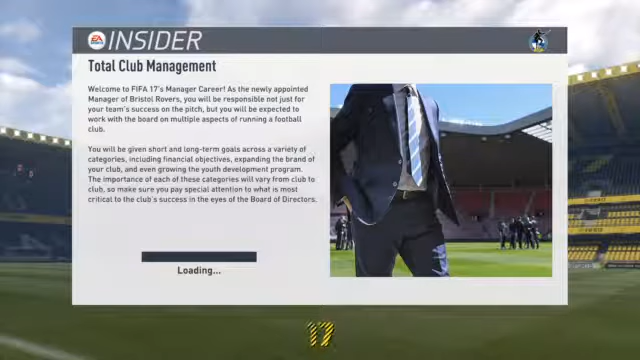 EA SPORTS INSIDER
Total Club Management
Welcome to FIFA 17's Manager Career! As the newly appointed
Manager of Bristol Rovers, you will be responsible not just for
your team's success on the pitch, but you will be expected to
work with the board on multiple aspects of running a football
club.
You will be given short and long-term goals across a variety of
categories, including financial objectives, expanding the brand of
your club, and even growing the youth development program.
The importance of each of these categories will vary from club to
club, so make sure you pay special attention to what is most
critical to the club's success in the eyes of the Board of Directors.
Loading...
17